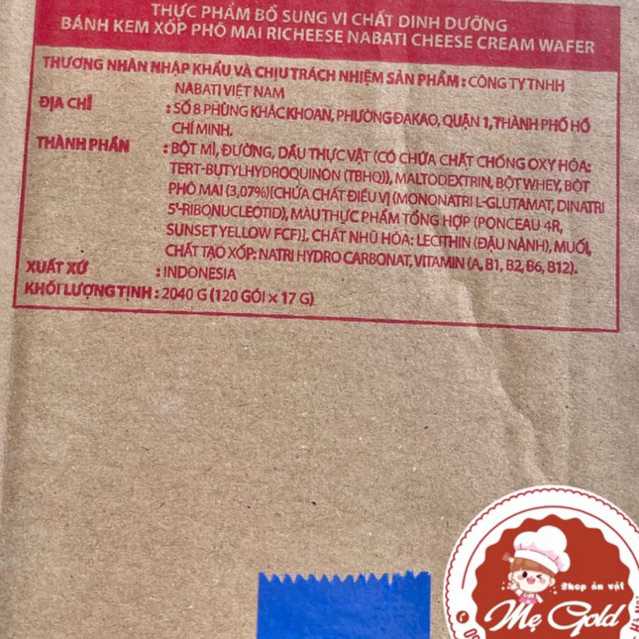 THỰC PHẨM BỔ SUNG VI CHẤT DINH DƯỠNG
BÁNH KEM XỐP PHÔ MAI RICHEESE NABATI CHEESE CREAM WAFER
THƯƠNG NHÂN NHẬP KHẨU VÀ CHỊU TRÁCH NHIỆM SẢN PHẨM : CÔNG TY TNHH
NABATI VIỆT NAM
ĐỊA CHỈ : SỐ 8 PHÙNG KHẮC KHOAN, PHƯỜNG ĐAKAO, QUẬN 1, THÀNH PHỐ HỒ
CHÍ MINH.
THÀNH PHẦN : BỘT MÌ, ĐƯỜNG, DẦU THỰC VẬT (CÓ CHỨA CHẤT CHỐNG OXY HÓA:
TERT-BUTYLHYDROQUINON (TBHQ)), MALTODEXTRIN, BỘT WHEY, BỘT
PHÔ MAI (3,07%)[CHỨA CHẤT ĐIỀU VỊ (MONONATRI L-GLUTAMAT, DINATRI
5'-RIBONUCLEOTID), MÀU THỰC PHẨM TỔNG HỢP (PONCEAU 4R,
SUNSET YELLOW FCF)], CHẤT NHŨ HÓA: LECITHIN (ĐẬU NÀNH), MUỐI,
CHẤT TẠO XỐP: NATRI HYDRO CARBONAT, VITAMIN (A, B1, B2, B6, B12).
XUẤT XỨ : INDONESIA
KHỐI LƯỢNG TỊNH : 2040 G (120 GÓI x 17 G)
Shop ăn vặt
Mẹ Gold